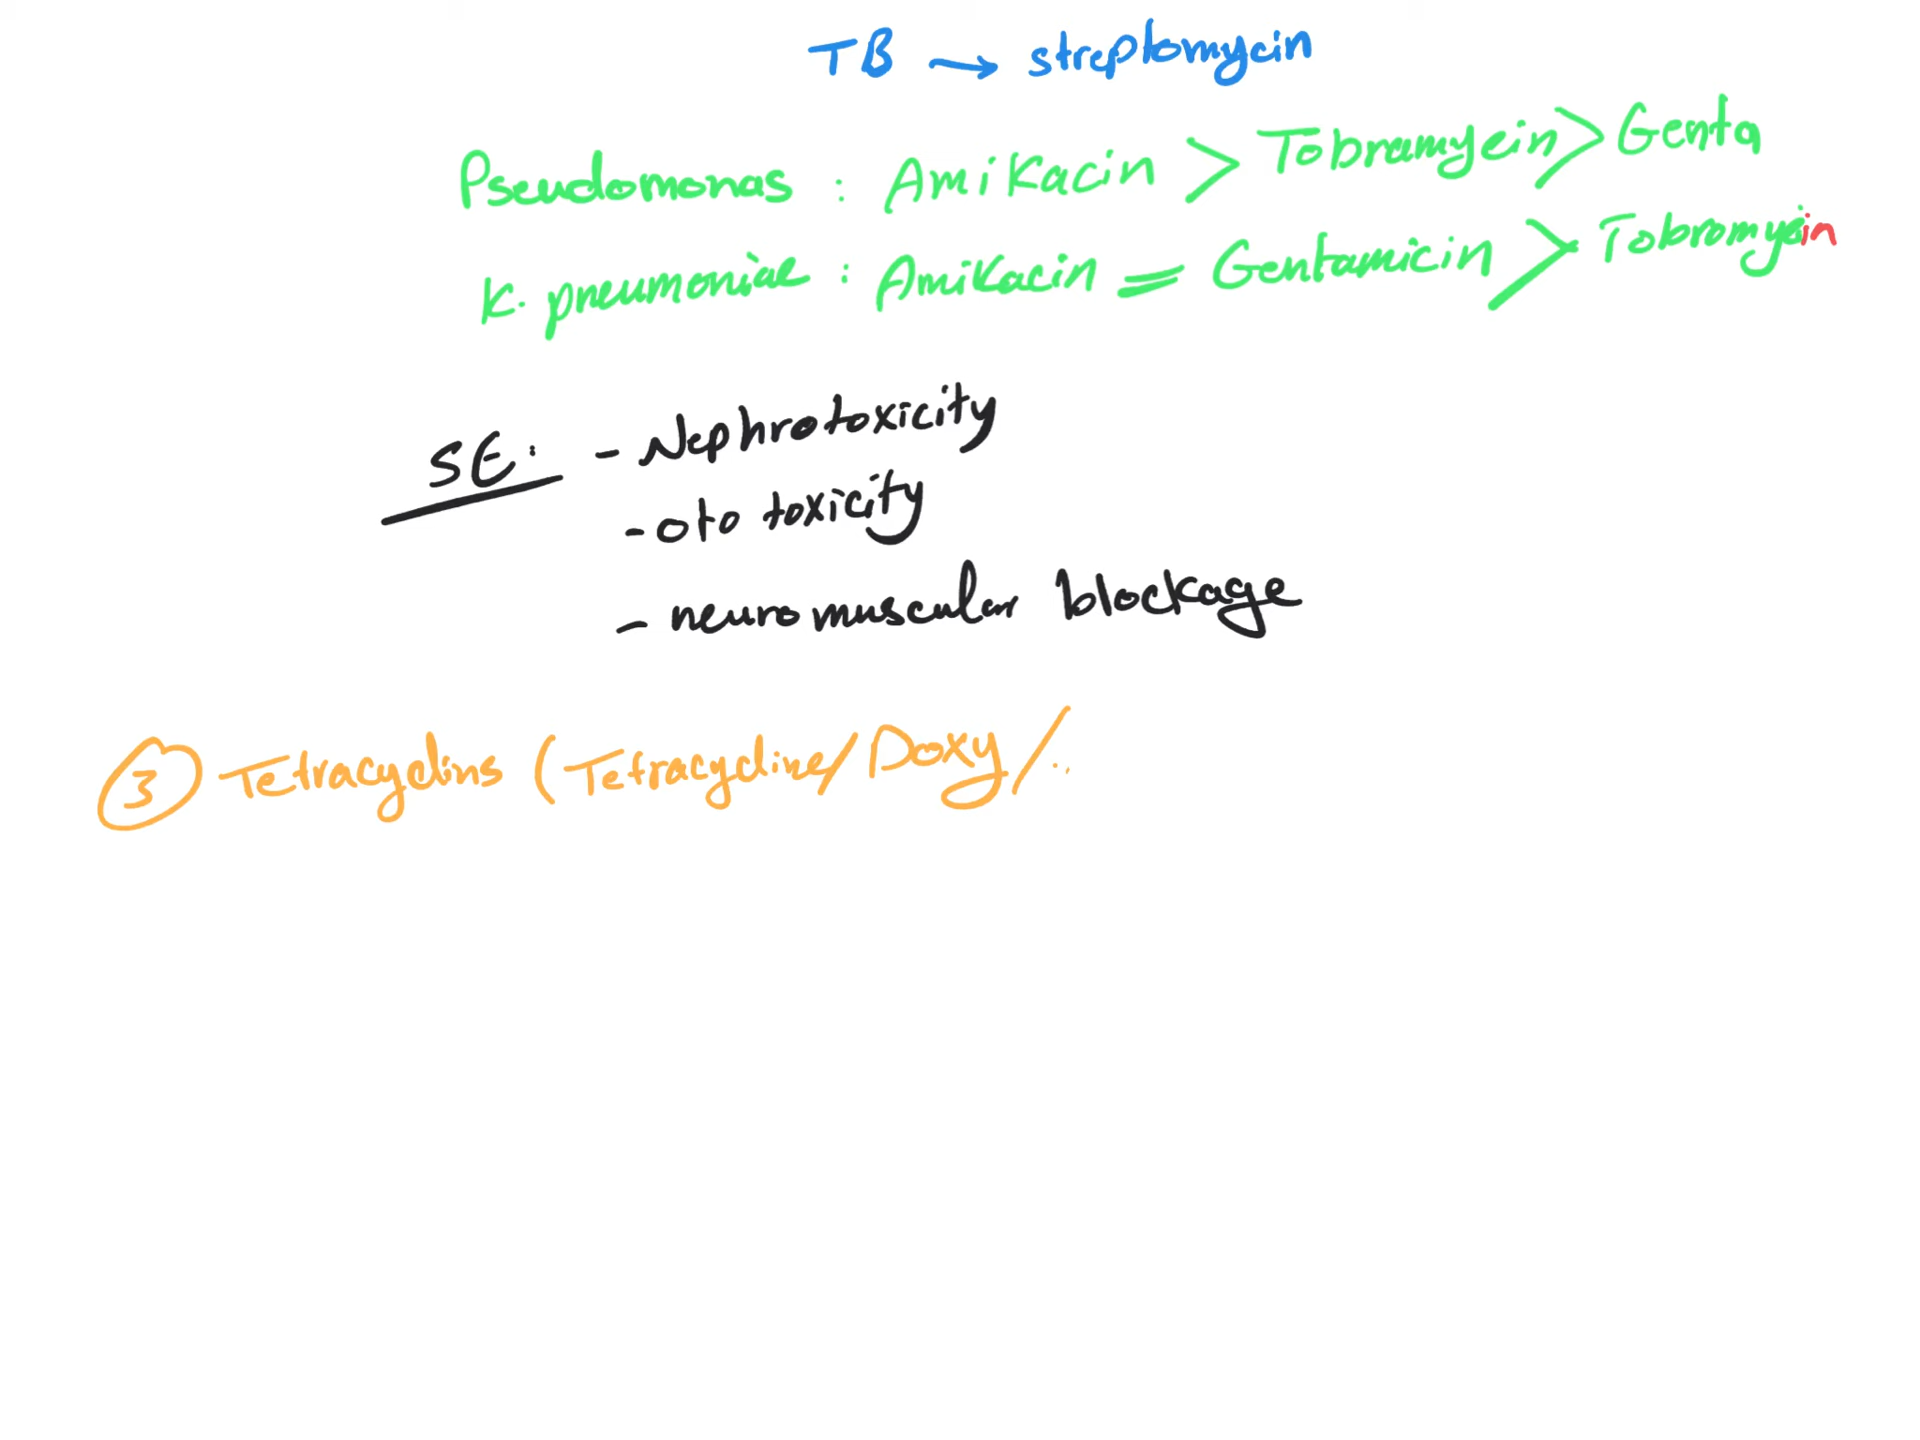 TB → streptomycin
Pseudomonas : Amikacin > Tobramycin > Genta
K. pneumoniae : Amikacin = Gentamicin > Tobromycin
SE: - Nephrotoxicity
- oto toxicity
- neuromuscular blockage
③ Tetracyclins (Tetracycline/Doxy/..